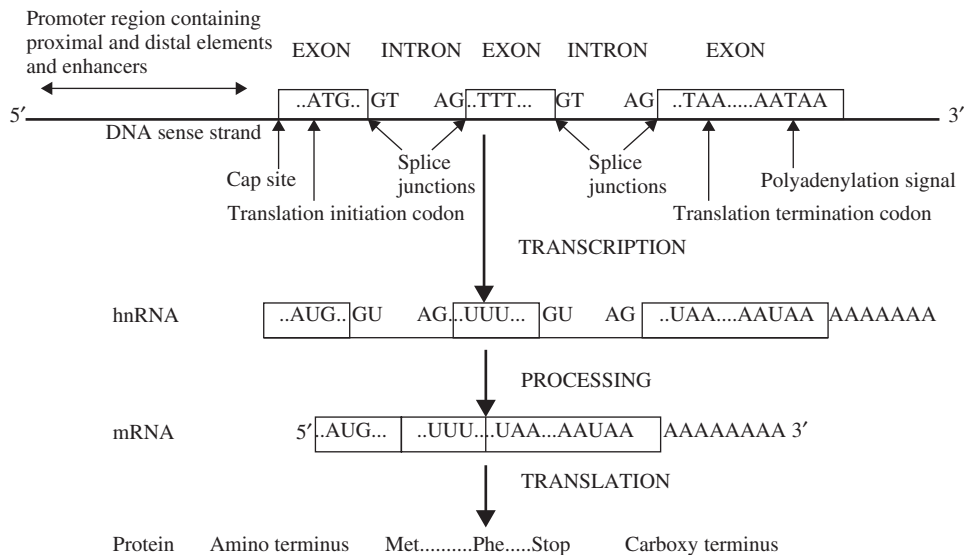 Promoter region containing
proximal and distal elements
and enhancers
EXON INTRON EXON INTRON EXON
..ATG.. GT AG ..TTT... GT AG ..TAA.....AATAA
5′ 3′
DNA sense strand
Cap site
Splice
junctions
Splice
junctions
Polyadenylation signal
Translation initiation codon
Translation termination codon
TRANSCRIPTION
hnRNA ..AUG.. GU AG...UUU... GU AG ..UAA....AAUAA AAAAAAA
PROCESSING
mRNA 5′ ..AUG... ..UUU....UAA...AAUAA AAAAAAAA 3′
TRANSLATION
Protein Amino terminus Met..........Phe.....Stop Carboxy terminus